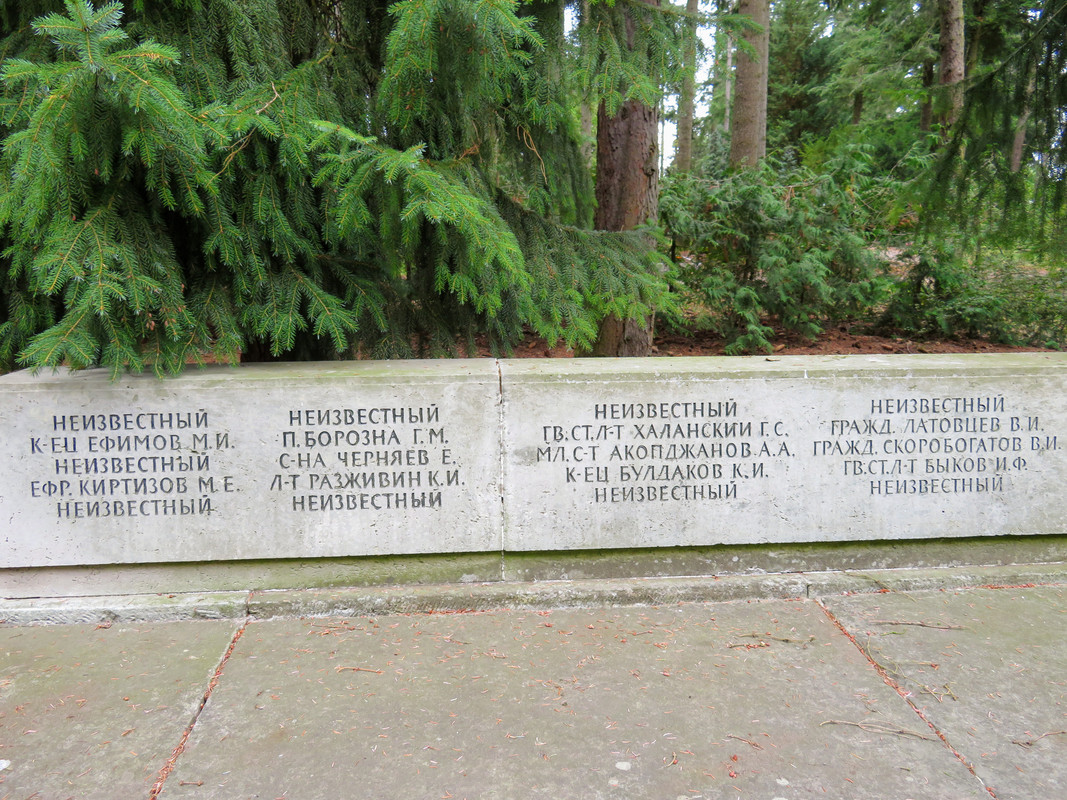 НЕИЗВЕСТНЫЙ
К-ЕЦ ЕФИМОВ М.И.
НЕИЗВЕСТНЫЙ
ЕФР. КИРТИЗОВ М.Е.
НЕИЗВЕСТНЫЙ
НЕИЗВЕСТНЫЙ
П. БОРОЗНА Г.М.
С-НА ЧЕРНЯЕВ Е.
Л-Т РАЗЖИВИН К.И.
НЕИЗВЕСТНЫЙ
НЕИЗВЕСТНЫЙ
ГВ.СТ.Л-Т ХАЛАНСКИЙ Г.С.
МЛ.С-Т АКОПДЖАНОВ А.А.
К-ЕЦ БУЛДАКОВ К.И.
НЕИЗВЕСТНЫЙ
НЕИЗВЕСТНЫЙ
ГРАЖД. ЛАТОВЦЕВ В.И.
ГРАЖД. СКОРОБОГАТОВ В.И.
ГВ.СТ.Л-Т БЫКОВ И.Ф.
НЕИЗВЕСТНЫЙ